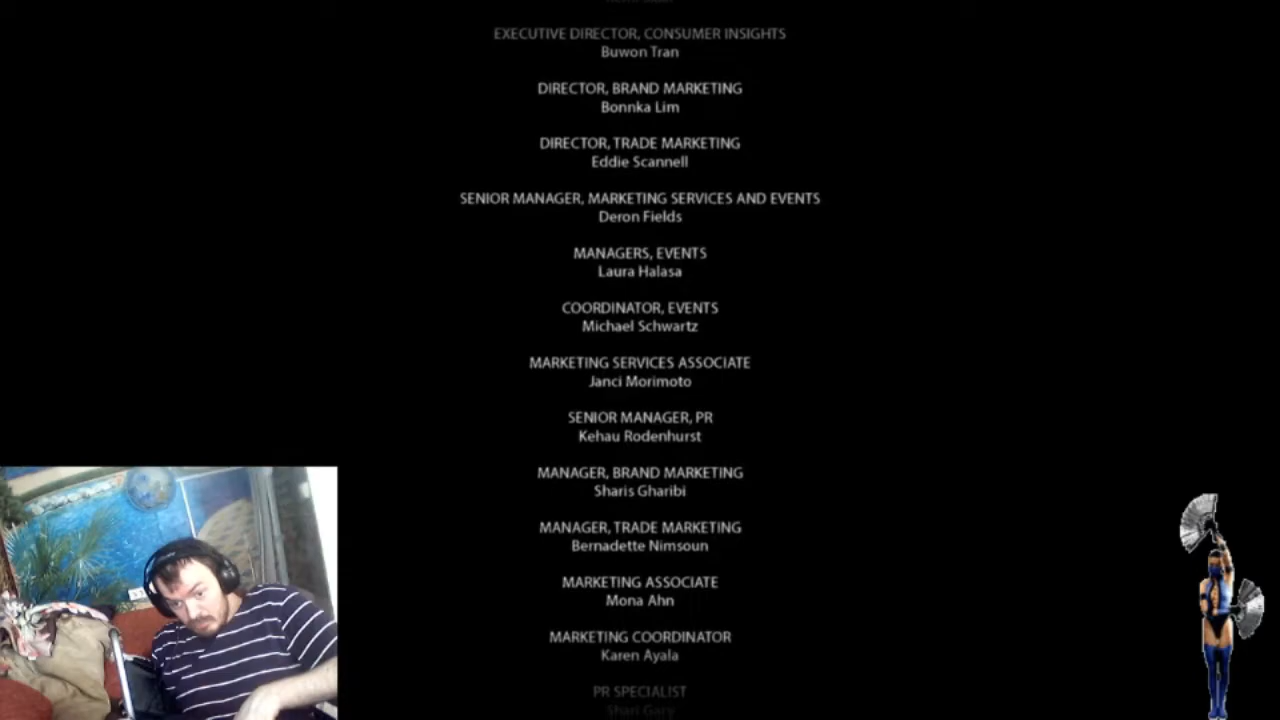 EXECUTIVE DIRECTOR, CONSUMER INSIGHTS
Buwon Tran
DIRECTOR, BRAND MARKETING
Bonnka Lim
DIRECTOR, TRADE MARKETING
Eddie Scannell
SENIOR MANAGER, MARKETING SERVICES AND EVENTS
Deron Fields
MANAGERS, EVENTS
Laura Halasa
COORDINATOR, EVENTS
Michael Schwartz
MARKETING SERVICES ASSOCIATE
Janci Morimoto
SENIOR MANAGER, PR
Kehau Rodenhurst
MANAGER, BRAND MARKETING
Sharis Gharibi
MANAGER, TRADE MARKETING
Bernadette Nimsoun
MARKETING ASSOCIATE
Mona Ahn
MARKETING COORDINATOR
Karen Ayala
PR SPECIALIST
Shari Gary